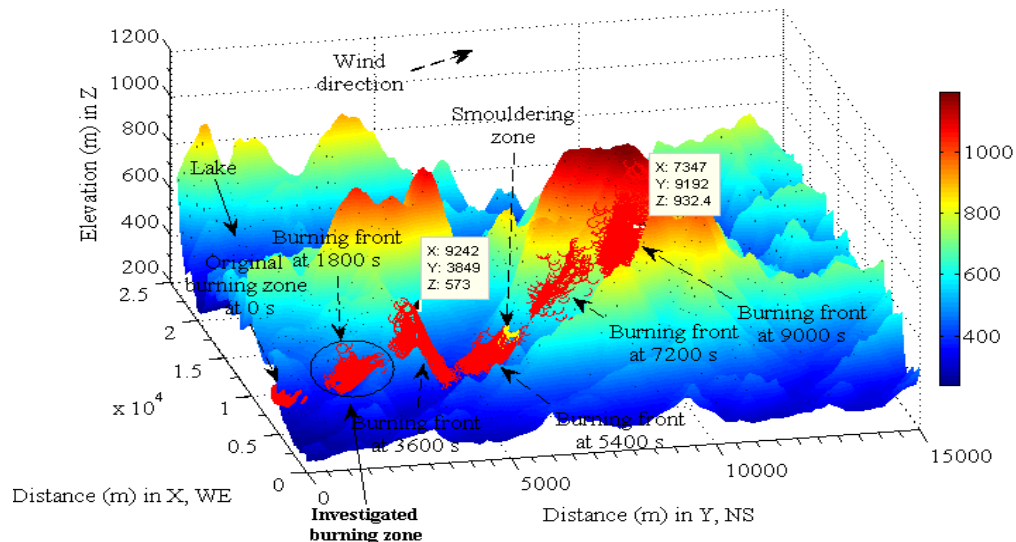 1200
1000
800
600
400
200
Elevation (m) in Z
Wind
direction
Smouldering
zone
Lake
X: 7347
Y: 9192
Z: 932.4
Burning front
at 1800 s
X: 9242
Y: 3849
Z: 573
Original
burning zone
at 0 s
Burning front
at 9000 s
Burning front
at 7200 s
Burning front
at 3600 s
Burning front
at 5400 s
2.5
2
1.5
1
0.5
0
x 10^4
Distance (m) in X, WE
0
5000
10000
15000
Distance (m) in Y, NS
Investigated
burning zone
1000
800
600
400